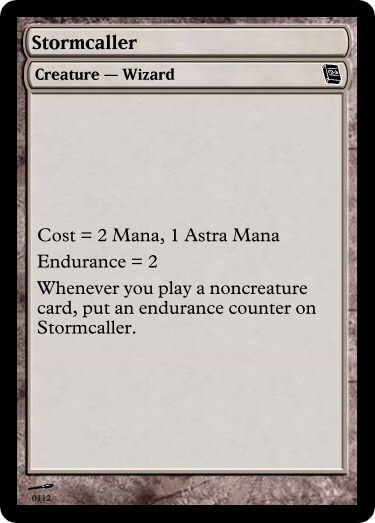 Stormcaller
Creature — Wizard
Cost = 2 Mana, 1 Astra Mana
Endurance = 2
Whenever you play a noncreature
card, put an endurance counter on
Stormcaller.
0112